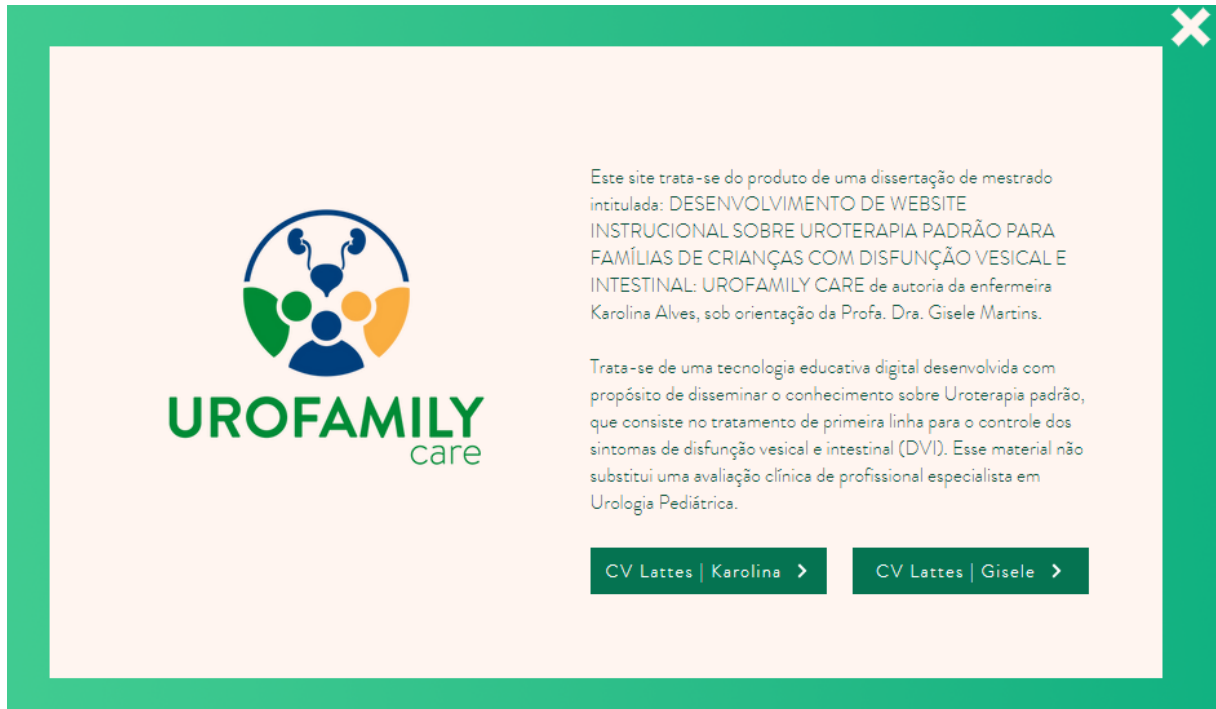 UROFAMILY
care
Este site trata-se do produto de uma dissertação de mestrado
intitulada: DESENVOLVIMENTO DE WEBSITE
INSTRUCIONAL SOBRE UROTERAPIA PADRÃO PARA
FAMÍLIAS DE CRIANÇAS COM DISFUNÇÃO VESICAL E
INTESTINAL: UROFAMILY CARE de autoria da enfermeira
Karolina Alves, sob orientação da Profa. Dra. Gisele Martins.
Trata-se de uma tecnologia educativa digital desenvolvida com
propósito de disseminar o conhecimento sobre Uroterapia padrão,
que consiste no tratamento de primeira linha para o controle dos
sintomas de disfunção vesical e intestinal (DVI). Esse material não
substitui uma avaliação clínica de profissional especialista em
Urologia Pediátrica.
CV Lattes | Karolina
CV Lattes | Gisele